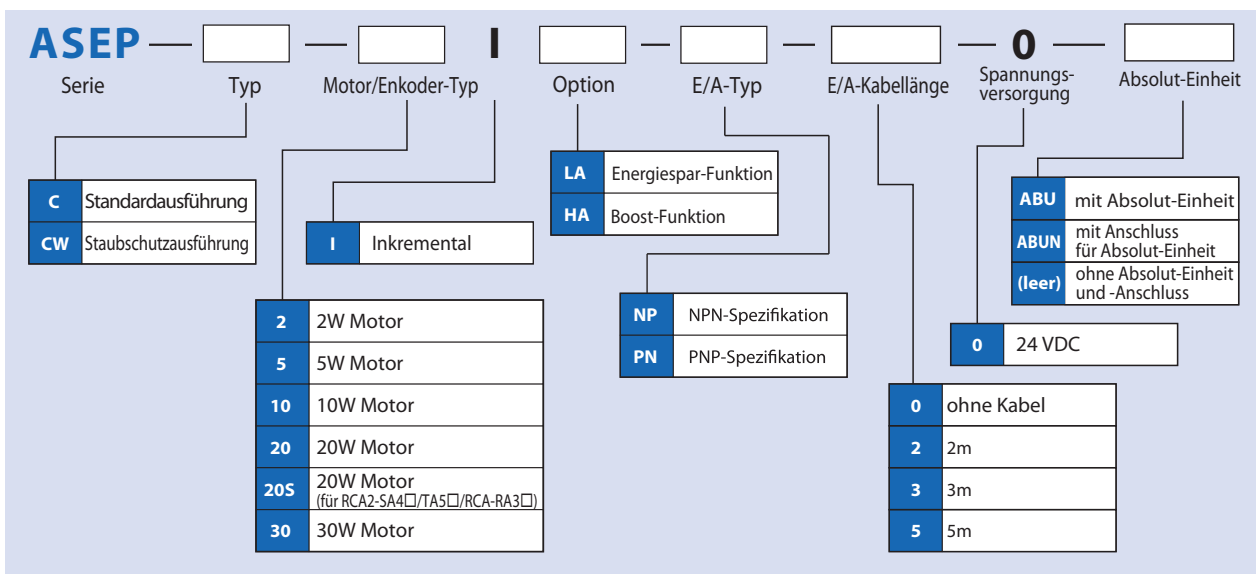 ASEP — — I — — — 0 —
Serie Typ Motor/Enkoder-Typ Option E/A-Typ E/A-Kabellänge Spannungs-
versorgung Absolut-Einheit
C Standardausführung
CW Staubschutzausführung
I Inkremental
2 2W Motor
5 5W Motor
10 10W Motor
20 20W Motor
20S 20W Motor
(für RCA2-SA4□/TA5□/RCA-RA3□)
30 30W Motor
LA Energiespar-Funktion
HA Boost-Funktion
NP NPN-Spezifikation
PN PNP-Spezifikation
0 ohne Kabel
2 2m
3 3m
5 5m
0 24 VDC
ABU mit Absolut-Einheit
ABUN mit Anschluss
für Absolut-Einheit
(leer) ohne Absolut-Einheit
und -Anschluss